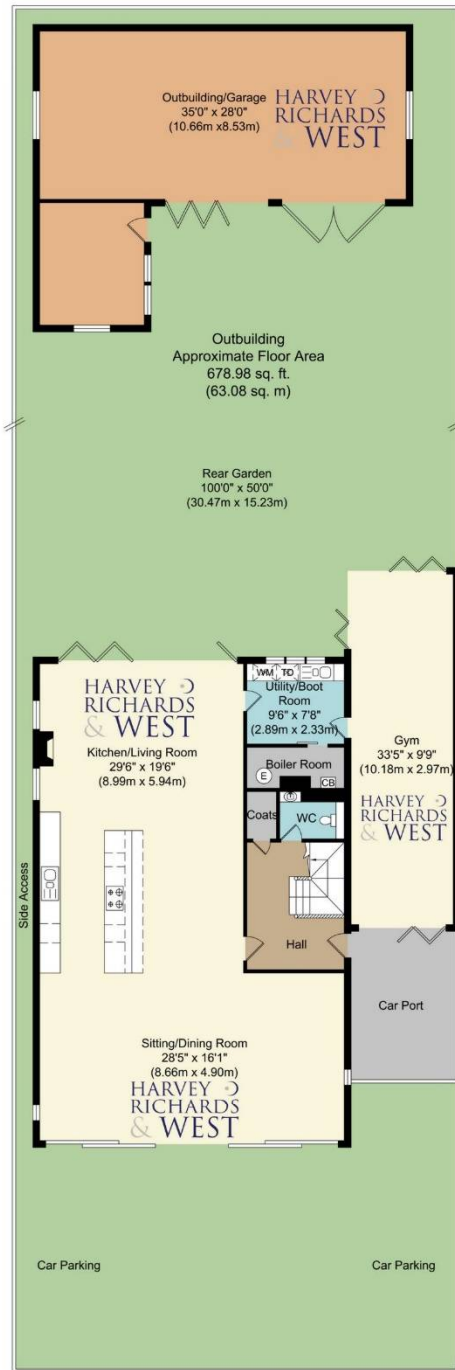 Outbuilding/Garage
35'0" x 28'0"
(10.66m x8.53m)
HARVEY
RICHARDS
& WEST
Outbuilding
Approximate Floor Area
678.98 sq. ft.
(63.08 sq. m)
Rear Garden
100'0" x 50'0"
(30.47m x 15.23m)
HARVEY
RICHARDS
& WEST
Kitchen/Living Room
29'6" x 19'6"
(8.99m x 5.94m)
WM TD
Utility/Boot
Room
9'6" x 7'8"
(2.89m x 2.33m)
Boiler Room
E
CB
Coats
WC
Hall
Gym
33'5" x 9'9"
(10.18m x 2.97m)
HARVEY
RICHARDS
& WEST
Side Access
Car Port
Sitting/Dining Room
28'5" x 16'1"
(8.66m x 4.90m)
HARVEY
RICHARDS
& WEST
Car Parking
Car Parking